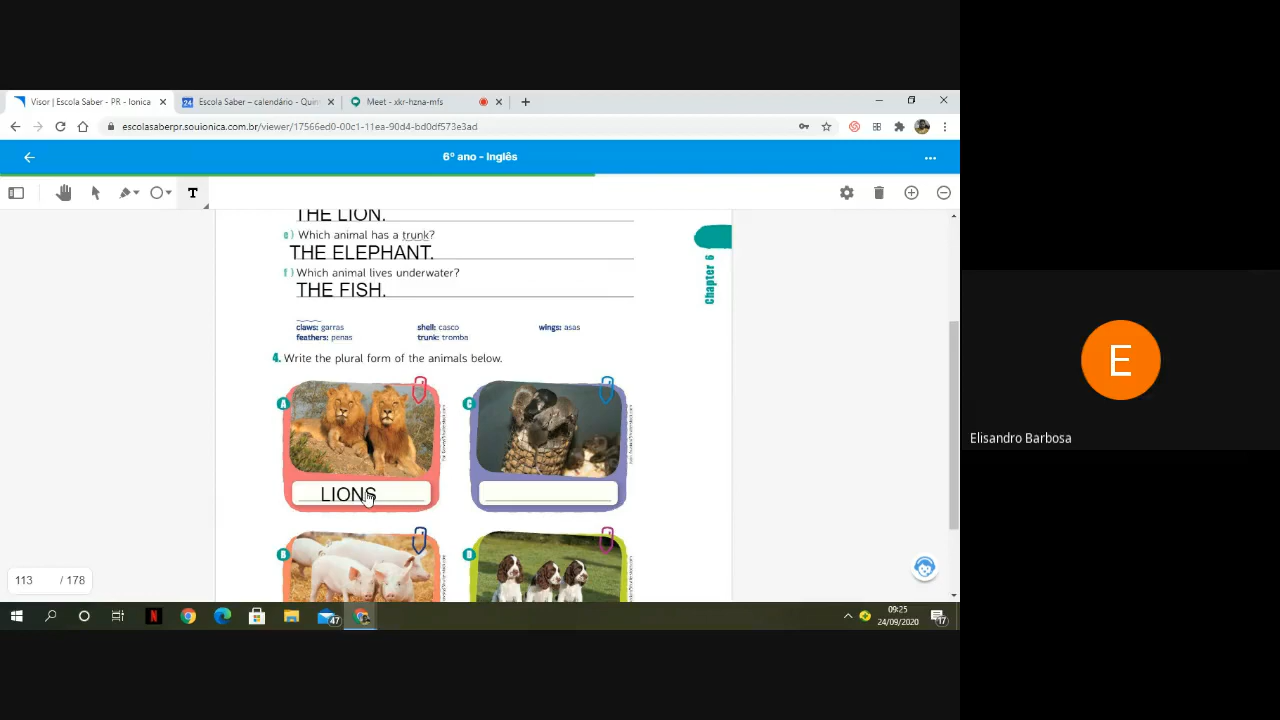 Visor | Escola Saber - PR - Ionica
Escola Saber – calendário - Quin
Meet - xkr-hzna-mfs
escolasaberpr.souionica.com.br/viewer/17566ed0-00c1-11ea-90d4-bd0df573e3ad
6º ano - Inglês
T
THE LION.
e) Which animal has a trunk?
THE ELEPHANT.
f) Which animal lives underwater?
THE FISH.
claws: garras
shell: casco
wings: asas
feathers: penas
trunk: tromba
Chapter 6
4. Write the plural form of the animals below.
A
C
LIONS
B
D
113 / 178
E
Elisandro Barbosa
24
N
47
09:25
24/09/2020
17